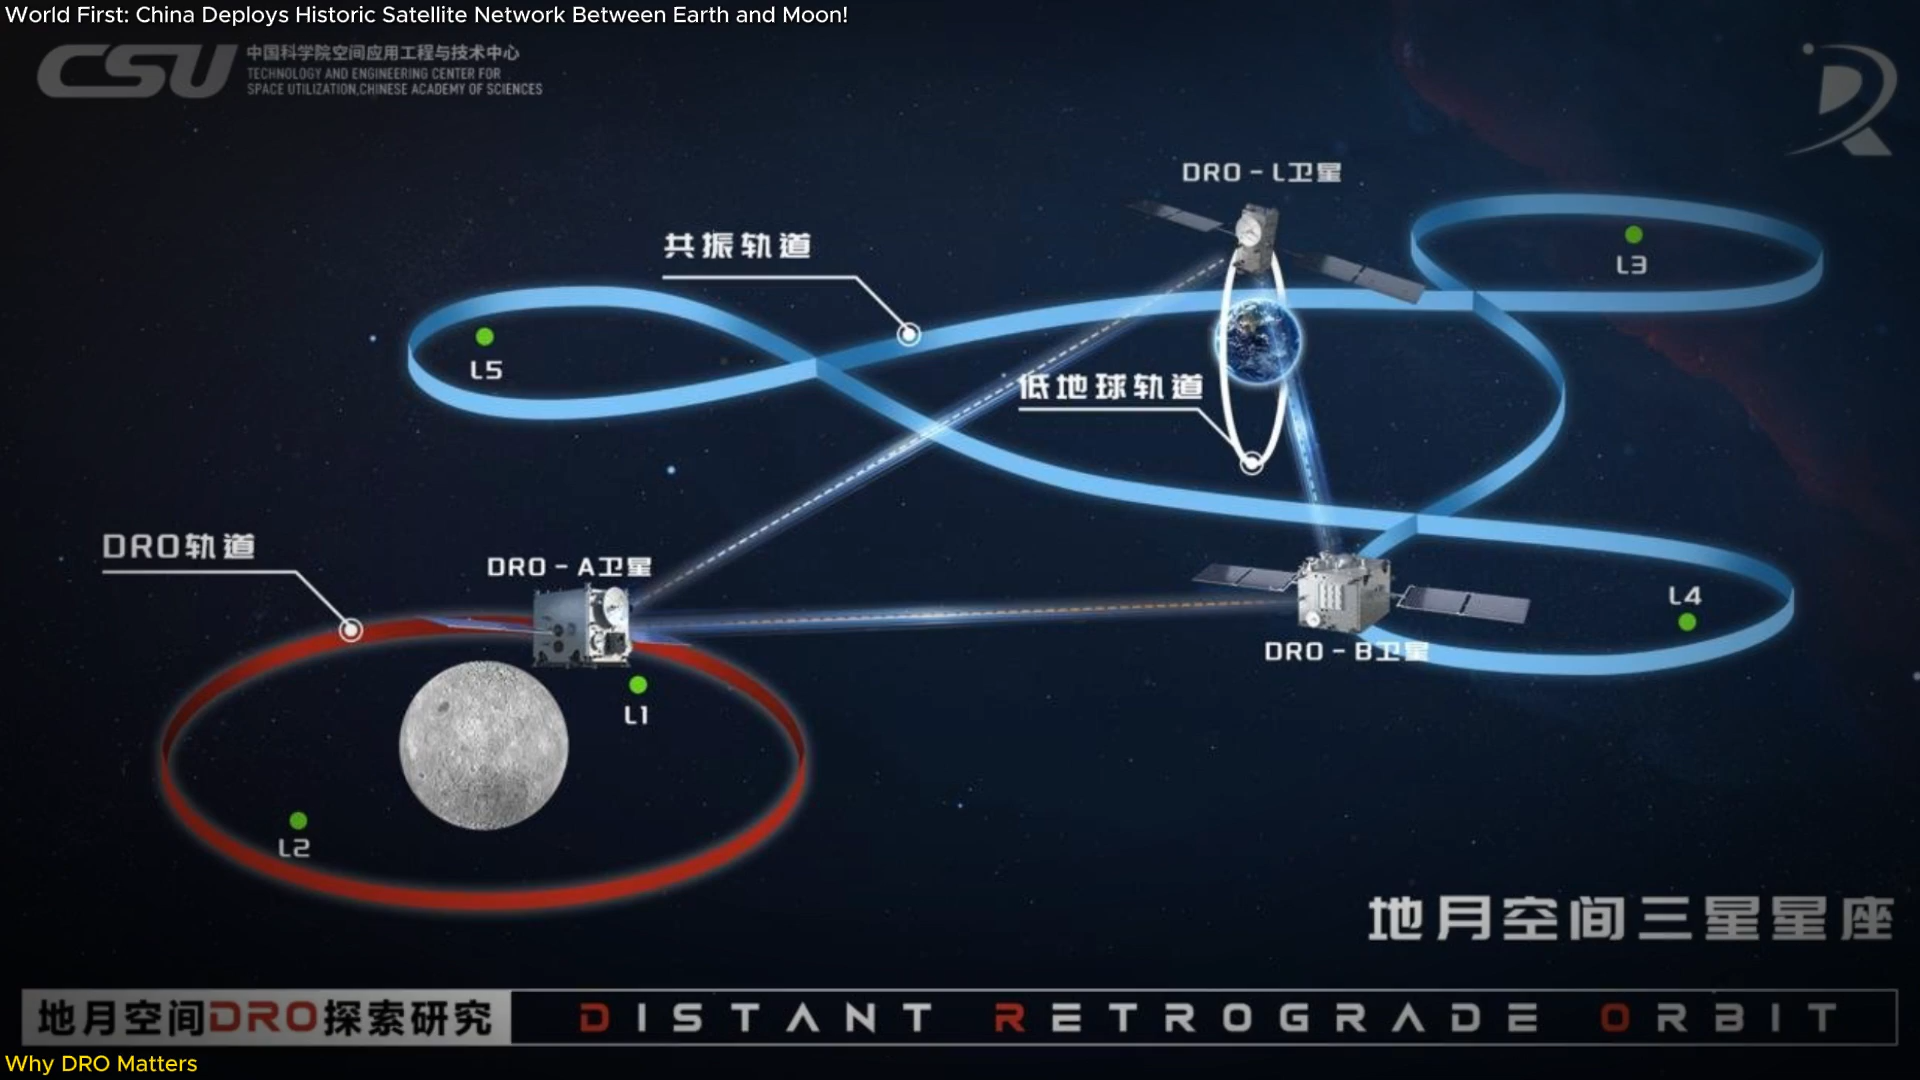 World First: China Deploys Historic Satellite Network Between Earth and Moon!
CSU
中国科学院空间应用工程与技术中心
TECHNOLOGY AND ENGINEERING CENTER FOR
SPACE UTILIZATION,CHINESE ACADEMY OF SCIENCES
DRO-L卫星
共振轨道
L3
L5
低地球轨道
DRO轨道
DRO-A卫星
L4
DRO-B卫星
L1
L2
地月空间三星星座
地月空间DRO探索研究
DISTANT RETROGRADE ORBIT
Why DRO Matters